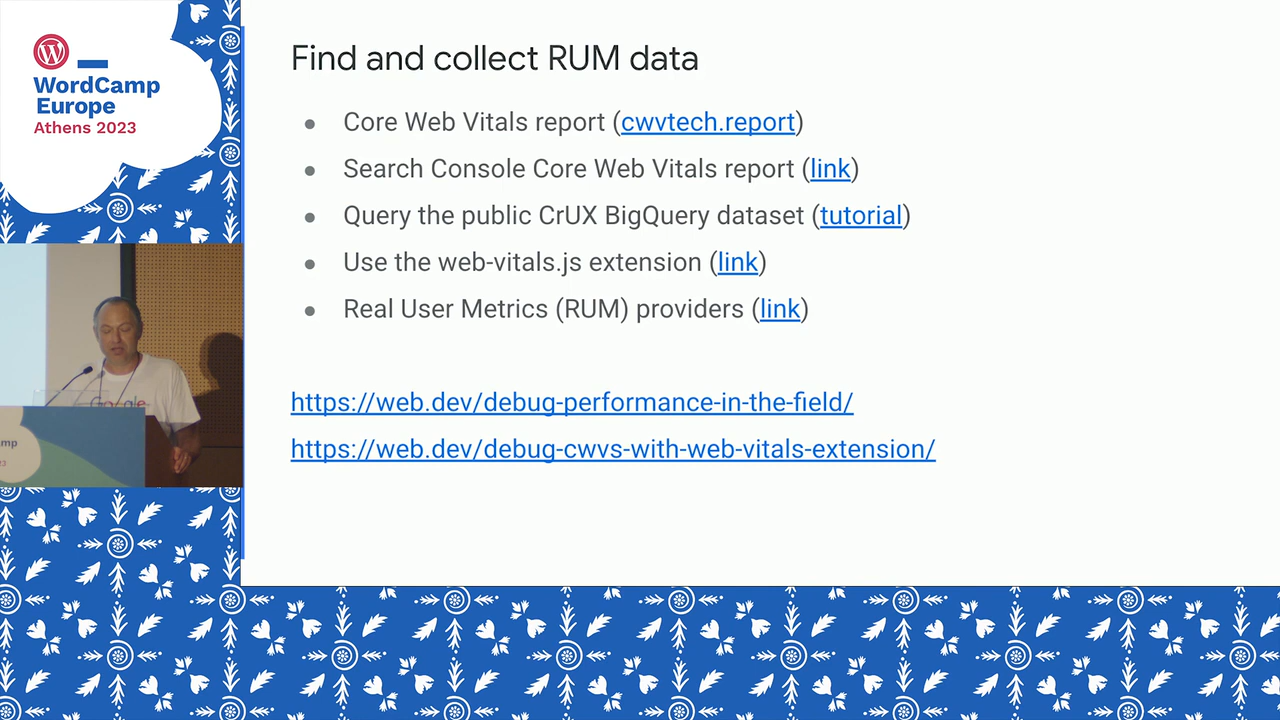 WordCamp
Europe
Athens 2023
Find and collect RUM data
Core Web Vitals report (cwvtech.report)
Search Console Core Web Vitals report (link)
Query the public CrUX BigQuery dataset (tutorial)
Use the web-vitals.js extension (link)
Real User Metrics (RUM) providers (link)
https://web.dev/debug-performance-in-the-field/
https://web.dev/debug-cwvs-with-web-vitals-extension/
Google